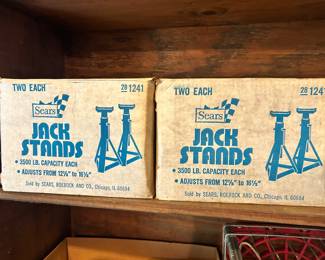 TWO EACH 28 1241
Sears
JACK
STANDS
• 3500 LB. CAPACITY EACH
• ADJUSTS FROM 12⅛" to 16½"
Sold by SEARS, ROEBUCK AND CO., Chicago, IL 60684
TWO EACH 28 1241
Sears
JACK
STANDS
• 3500 LB. CAPACITY EACH
• ADJUSTS FROM 12⅛" to 16½"
Sold by SEARS, ROEBUCK AND CO., Chicago, IL 60684